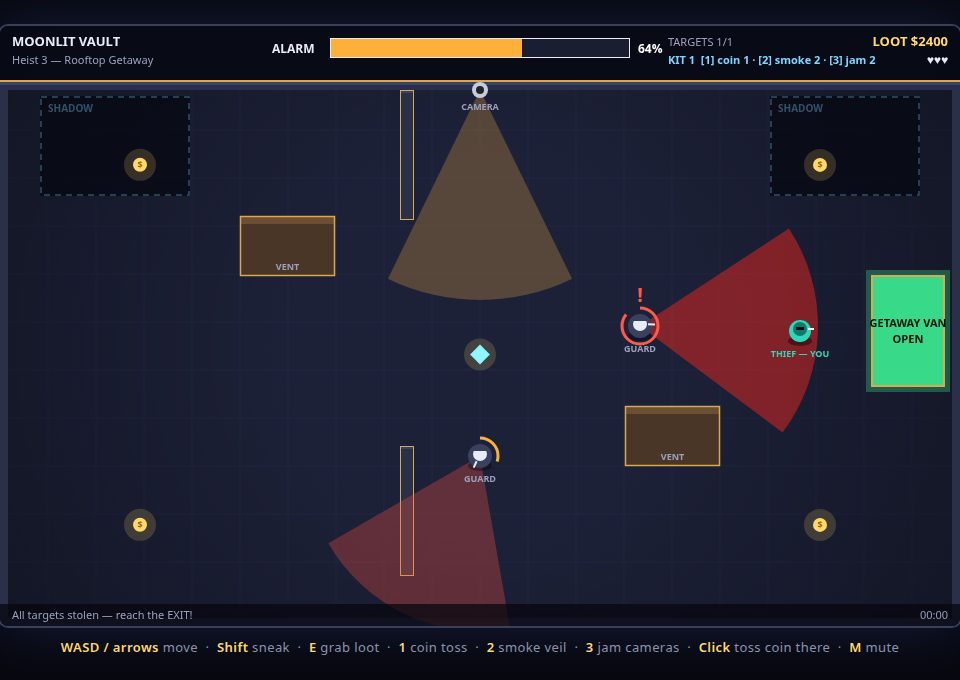 MOONLIT VAULT
Heist 3 — Rooftop Getaway
ALARM
64%
TARGETS 1/1
LOOT $2400
KIT 1 [1] coin 1 · [2] smoke 2 · [3] jam 2
♥♥♥
SHADOW
CAMERA
SHADOW
$
$
VENT
!
GUARD
THIEF — YOU
GETAWAY VAN
OPEN
VENT
GUARD
$
$
All targets stolen — reach the EXIT!
00:00
WASD / arrows move · Shift sneak · E grab loot · 1 coin toss · 2 smoke veil · 3 jam cameras · Click toss coin there · M mute